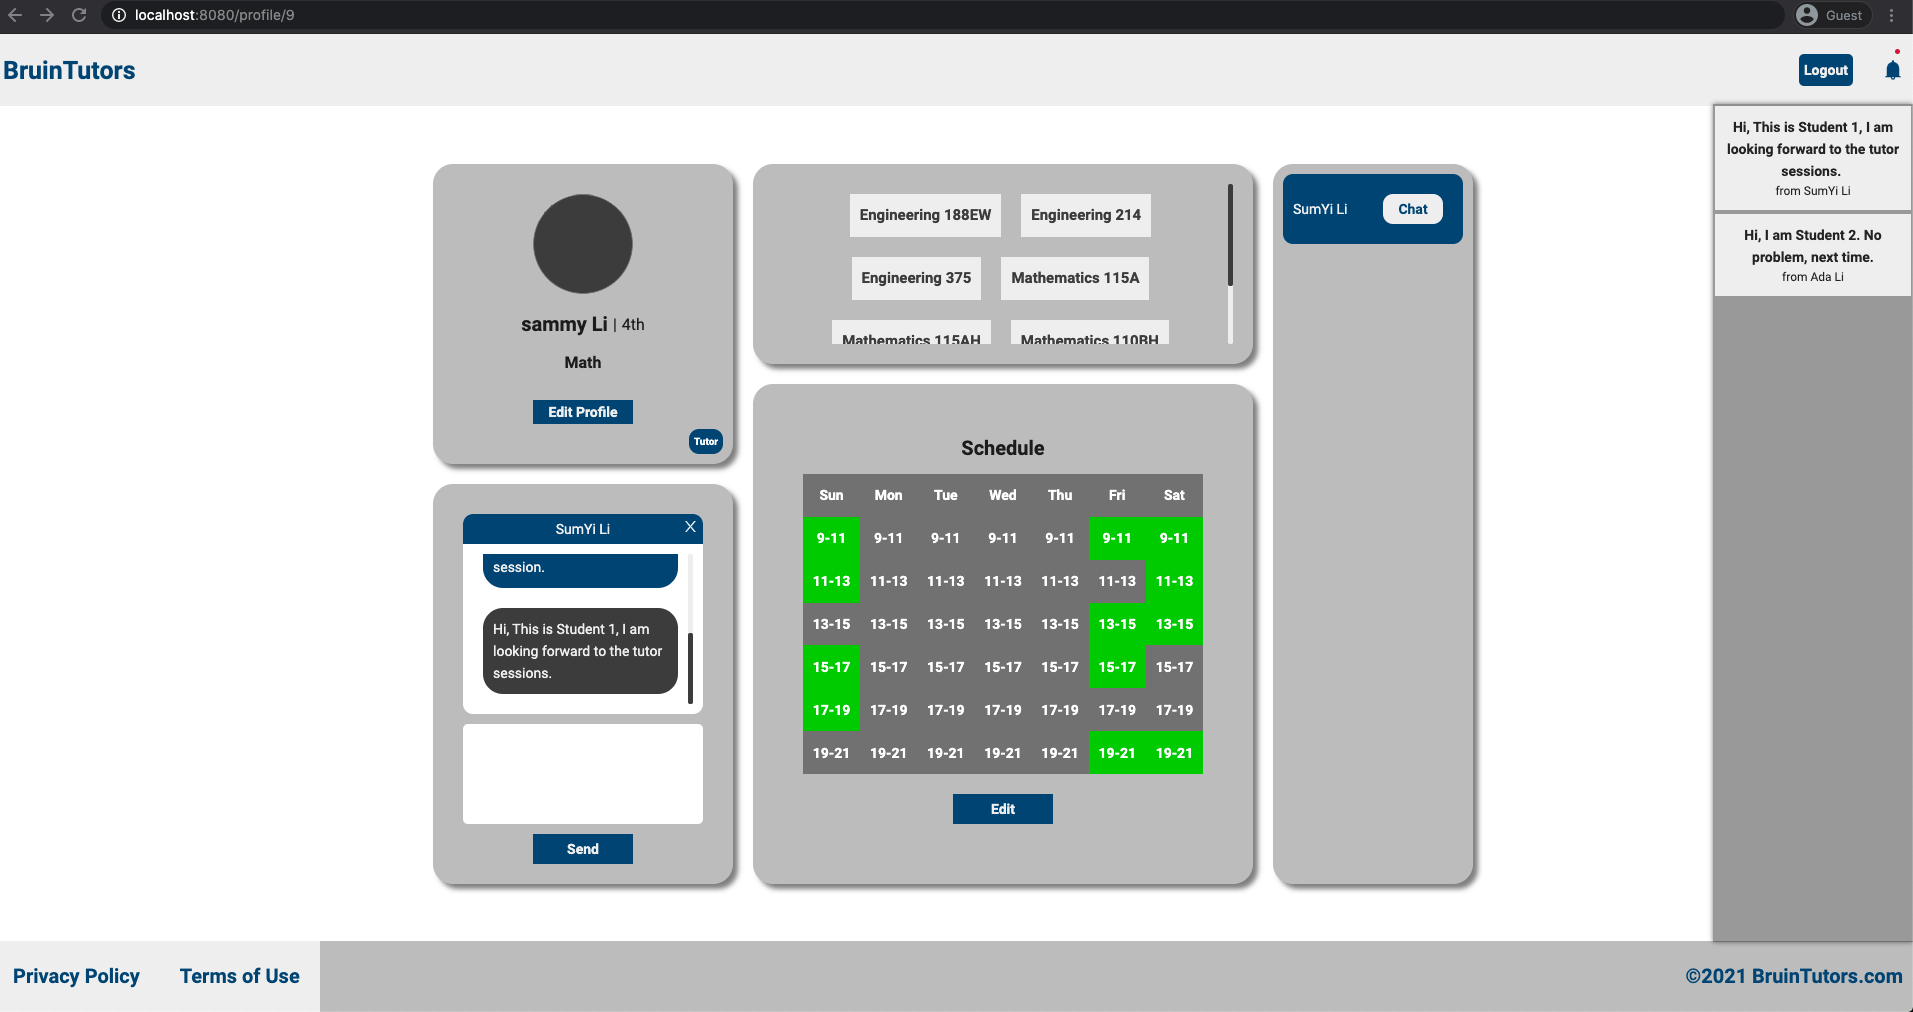 localhost:8080/profile/9
Guest
BruinTutors
Logout
sammy Li | 4th
Math
Edit Profile
Tutor
SumYi Li X
session.
Hi, This is Student 1, I am
looking forward to the tutor
sessions.
Send
Engineering 188EW Engineering 214
Engineering 375 Mathematics 115A
Mathematics 115AH Mathematics 110BH
Schedule
Sun Mon Tue Wed Thu Fri Sat
9-11 9-11 9-11 9-11 9-11 9-11 9-11
11-13 11-13 11-13 11-13 11-13 11-13 11-13
13-15 13-15 13-15 13-15 13-15 13-15 13-15
15-17 15-17 15-17 15-17 15-17 15-17 15-17
17-19 17-19 17-19 17-19 17-19 17-19 17-19
19-21 19-21 19-21 19-21 19-21 19-21 19-21
Edit
SumYi Li Chat
Hi, This is Student 1, I am
looking forward to the tutor
sessions.
from SumYi Li
Hi, I am Student 2. No
problem, next time.
from Ada Li
Privacy Policy Terms of Use
©2021 BruinTutors.com